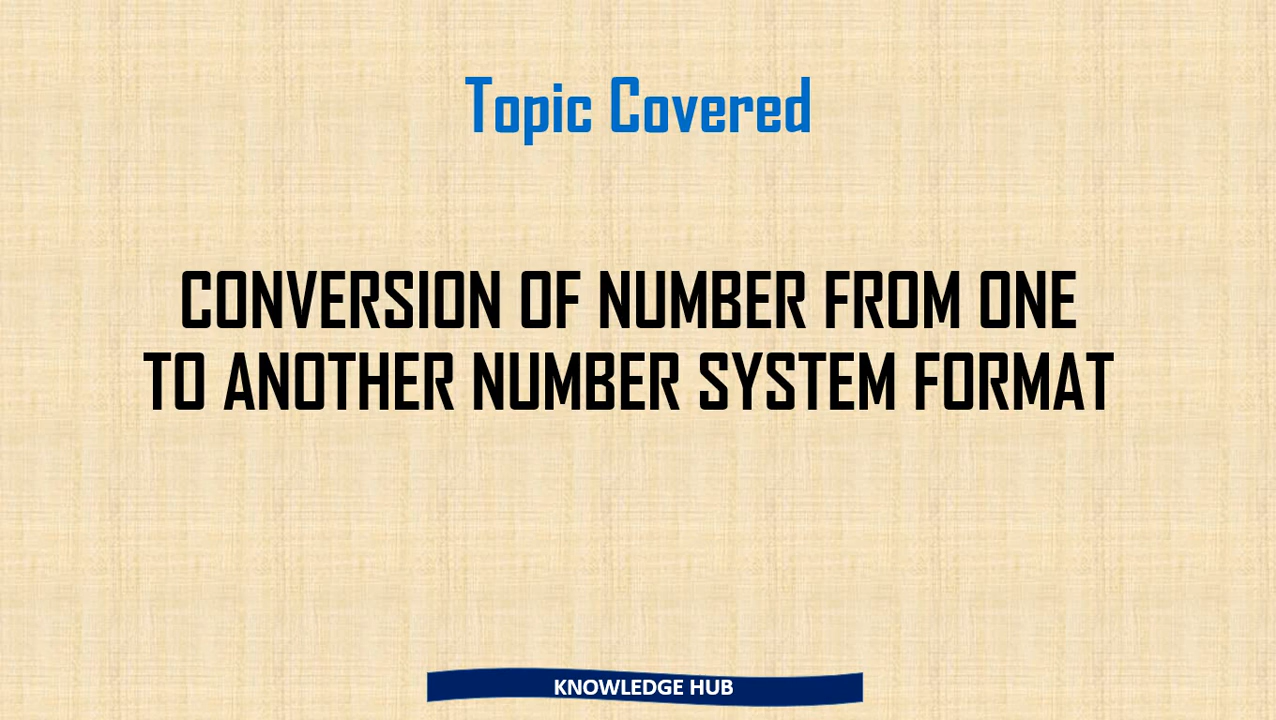 Topic Covered
CONVERSION OF NUMBER FROM ONE
TO ANOTHER NUMBER SYSTEM FORMAT
KNOWLEDGE HUB